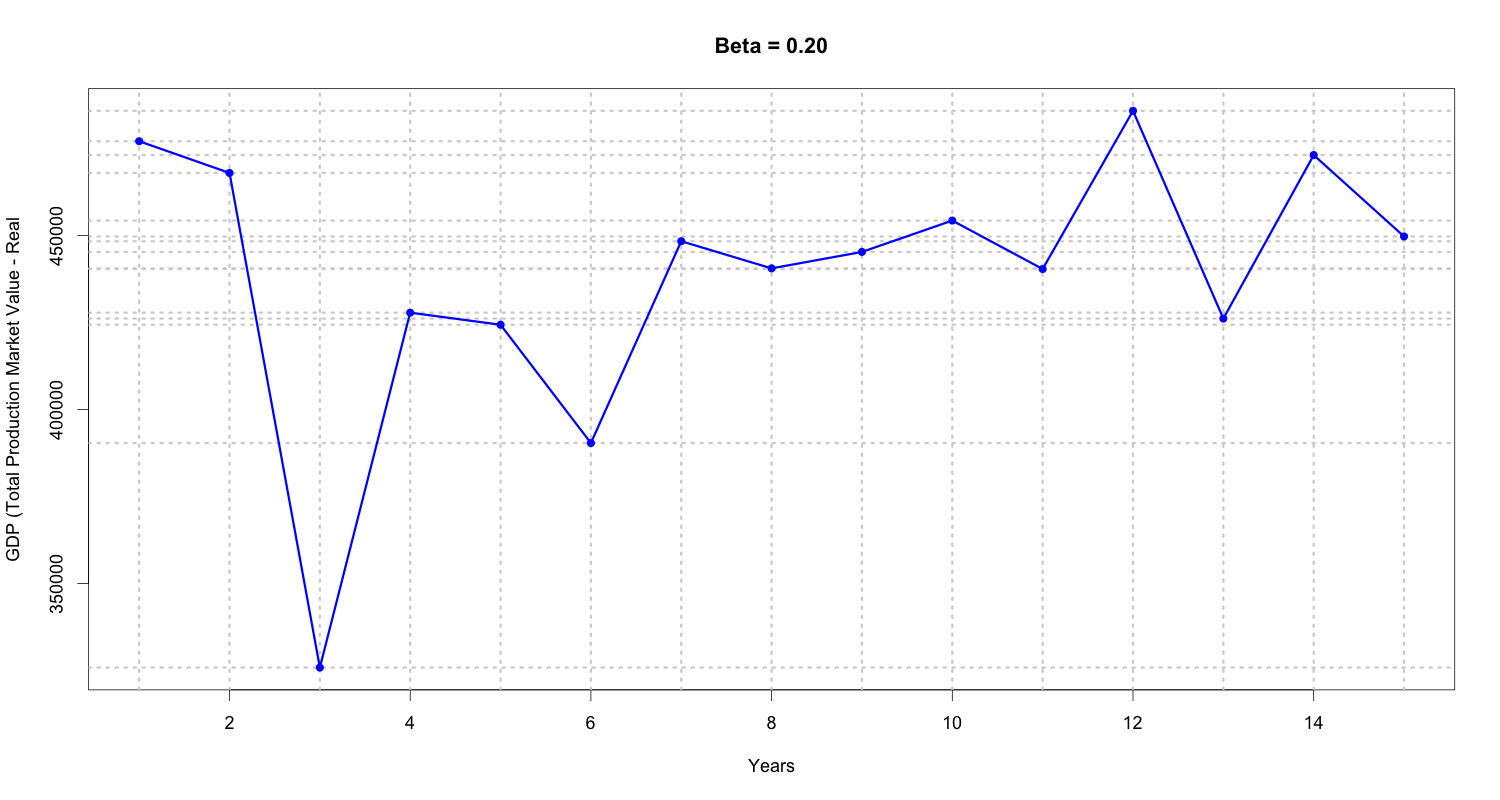 Beta = 0.20
GDP (Total Production Market Value - Real
450000
400000
350000
2 4 6 8 10 12 14
Years